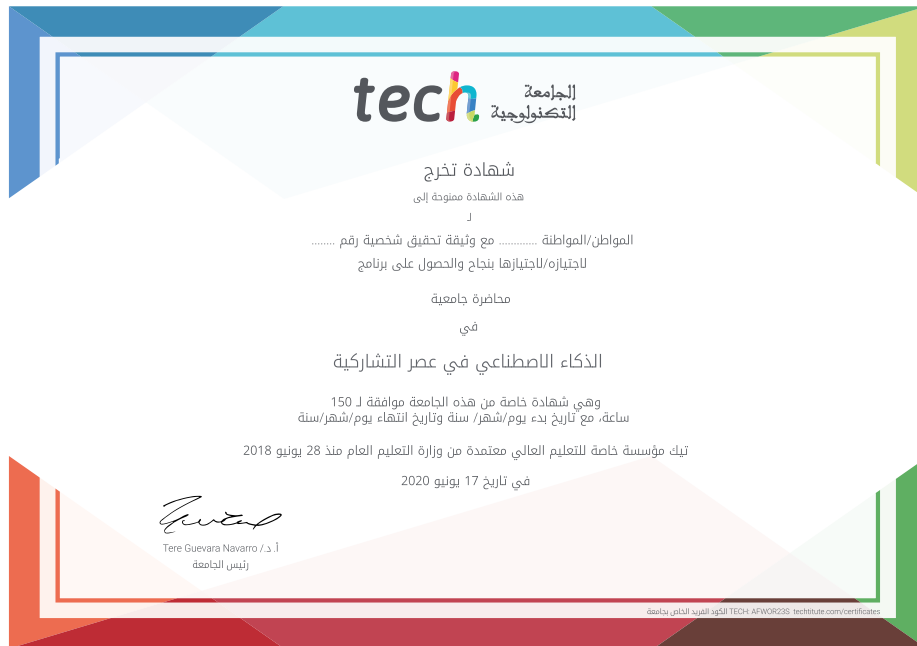 tech الجامعة
التكنولوجية
شهادة تخرج
هذه الشهادة ممنوحة إلى
لـ
المواطن/المواطنة ............ مع وثيقة تحقيق شخصية رقم ........
لاجتيازه/لاجتيازها بنجاح والحصول على برنامج
محاضرة جامعية
في
الذكاء الاصطناعي في عصر التشاركية
وهي شهادة خاصة من هذه الجامعة موافقة لـ 150
ساعة، مع تاريخ بدء يوم/شهر/ سنة وتاريخ انتهاء يوم/شهر/سنة
تيك مؤسسة خاصة للتعليم العالي معتمدة من وزارة التعليم العام منذ 28 يونيو 2018
في تاريخ 17 يونيو 2020
أ. د./ Tere Guevara Navarro
رئيس الجامعة
الكود الفريد الخاص بجامعة TECH: AFWOR23S techtitute.com/certificates